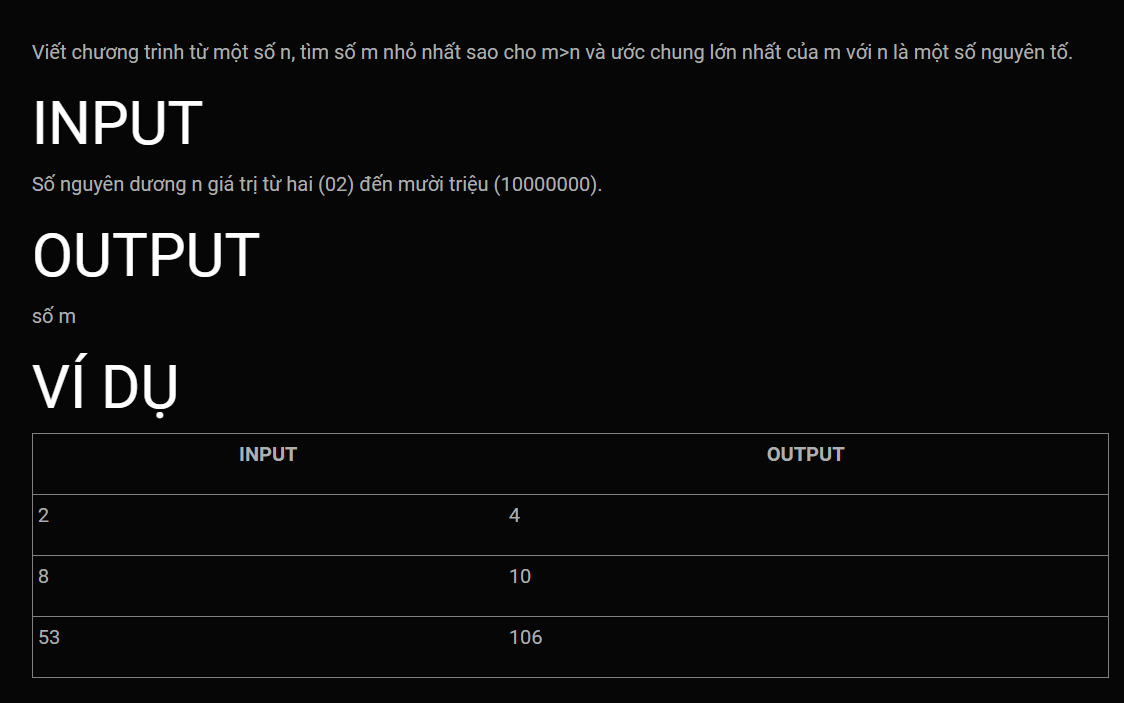 Viết chương trình từ một số n, tìm số m nhỏ nhất sao cho m>n và ước chung lớn nhất của m với n là một số nguyên tố.
INPUT
Số nguyên dương n giá trị từ hai (02) đến mười triệu (10000000).
OUTPUT
số m
VÍ DỤ
INPUT OUTPUT
2 4
8 10
53 106